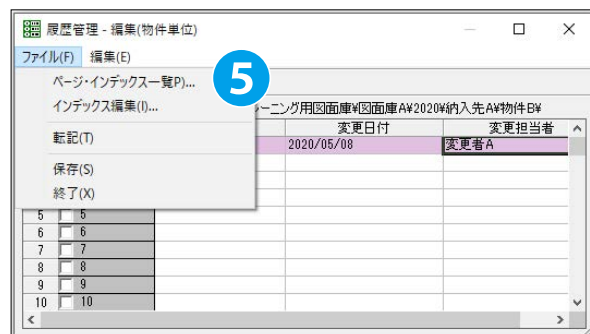 履歴管理 - 編集(物件単位)
ファイル(F) 編集(E)
ページ・インデックス一覧P)...
5
インデックス編集(I)...
ーニング用図面庫¥図面庫A¥2020¥納入先A¥物件B¥
変更日付 変更担当者
転記(T)
2020/05/08 変更者A
保存(S)
終了(X)
5 5
6 6
7 7
8 8
9 9
10 10